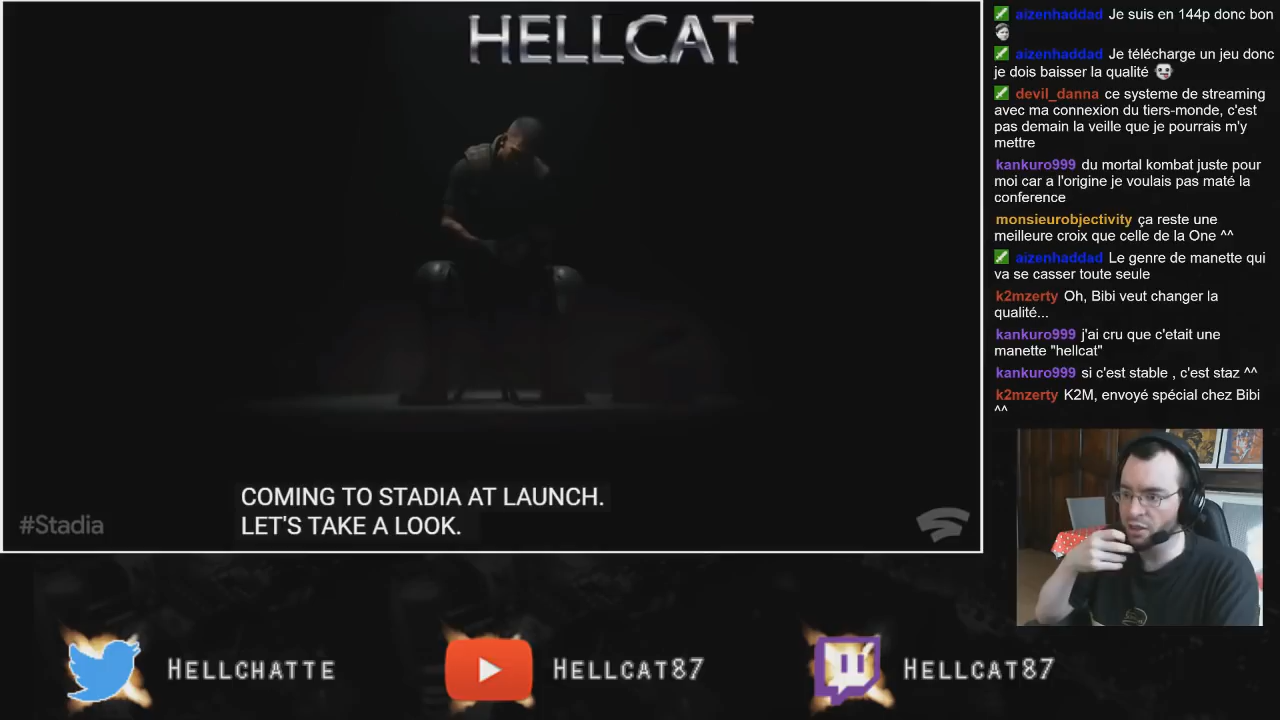 HELLCAT
COMING TO STADIA AT LAUNCH.
LET'S TAKE A LOOK.
#Stadia
aizenhaddad Je suis en 144p donc bon
aizenhaddad Je télécharge un jeu donc
je dois baisser la qualité
devil_danna ce systeme de streaming
avec ma connexion du tiers-monde, c'est
pas demain la veille que je pourrais m'y
mettre
kankuro999 du mortal kombat juste pour
moi car a l'origine je voulais pas maté la
conference
monsieurobjectivity ça reste une
meilleure croix que celle de la One ^^
aizenhaddad Le genre de manette qui
va se casser toute seule
k2mzerty Oh, Bibi veut changer la
qualité...
kankuro999 j'ai cru que c'etait une
manette "hellcat"
kankuro999 si c'est stable , c'est staz ^^
k2mzerty K2M, envoyé spécial chez Bibi
^^
HELLCHATTE
HELLCAT87
HELLCAT87